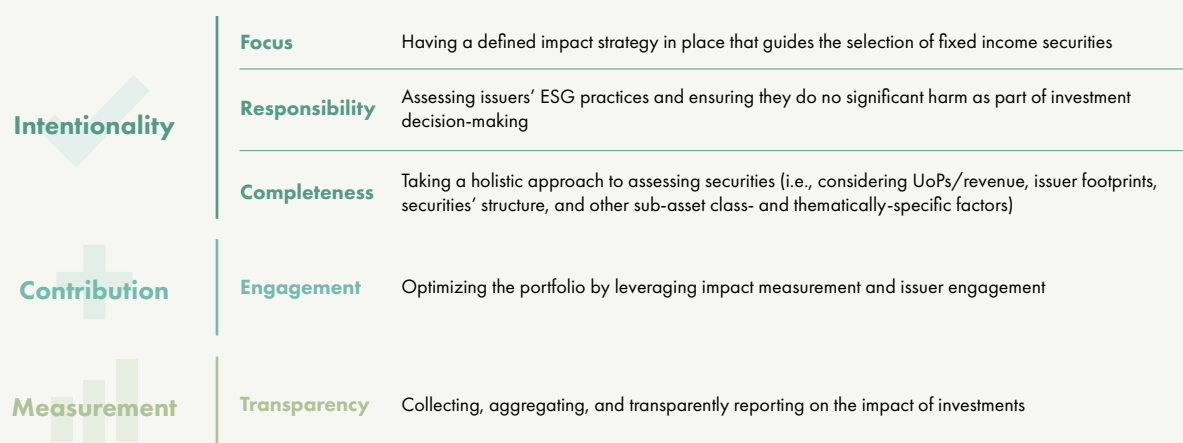 Intentionality
Focus
Having a defined impact strategy in place that guides the selection of fixed income securities
Responsibility
Assessing issuers' ESG practices and ensuring they do no significant harm as part of investment
decision-making
Completeness
Taking a holistic approach to assessing securities (i.e., considering UoPs/revenue, issuer footprints,
securities' structure, and other sub-asset class- and thematically-specific factors)
Contribution
Engagement
Optimizing the portfolio by leveraging impact measurement and issuer engagement
Measurement
Transparency
Collecting, aggregating, and transparently reporting on the impact of investments